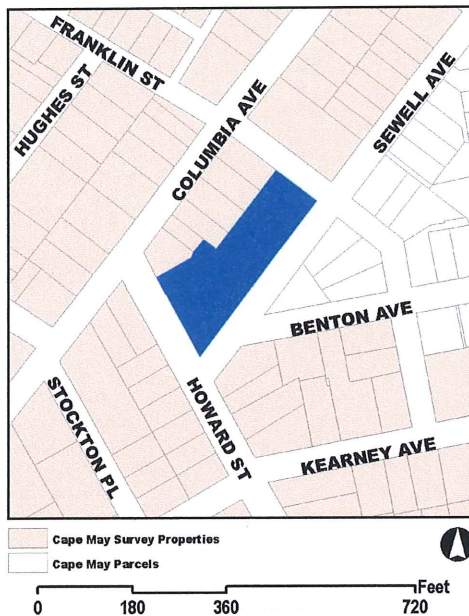 FRANKLIN ST
HUGHES ST
COLUMBIA AVE
SEWELL AVE
BENTON AVE
STOCKTON PL
HOWARD ST
KEARNEY AVE
Cape May Survey Properties
Cape May Parcels
Feet
0 180 360 720